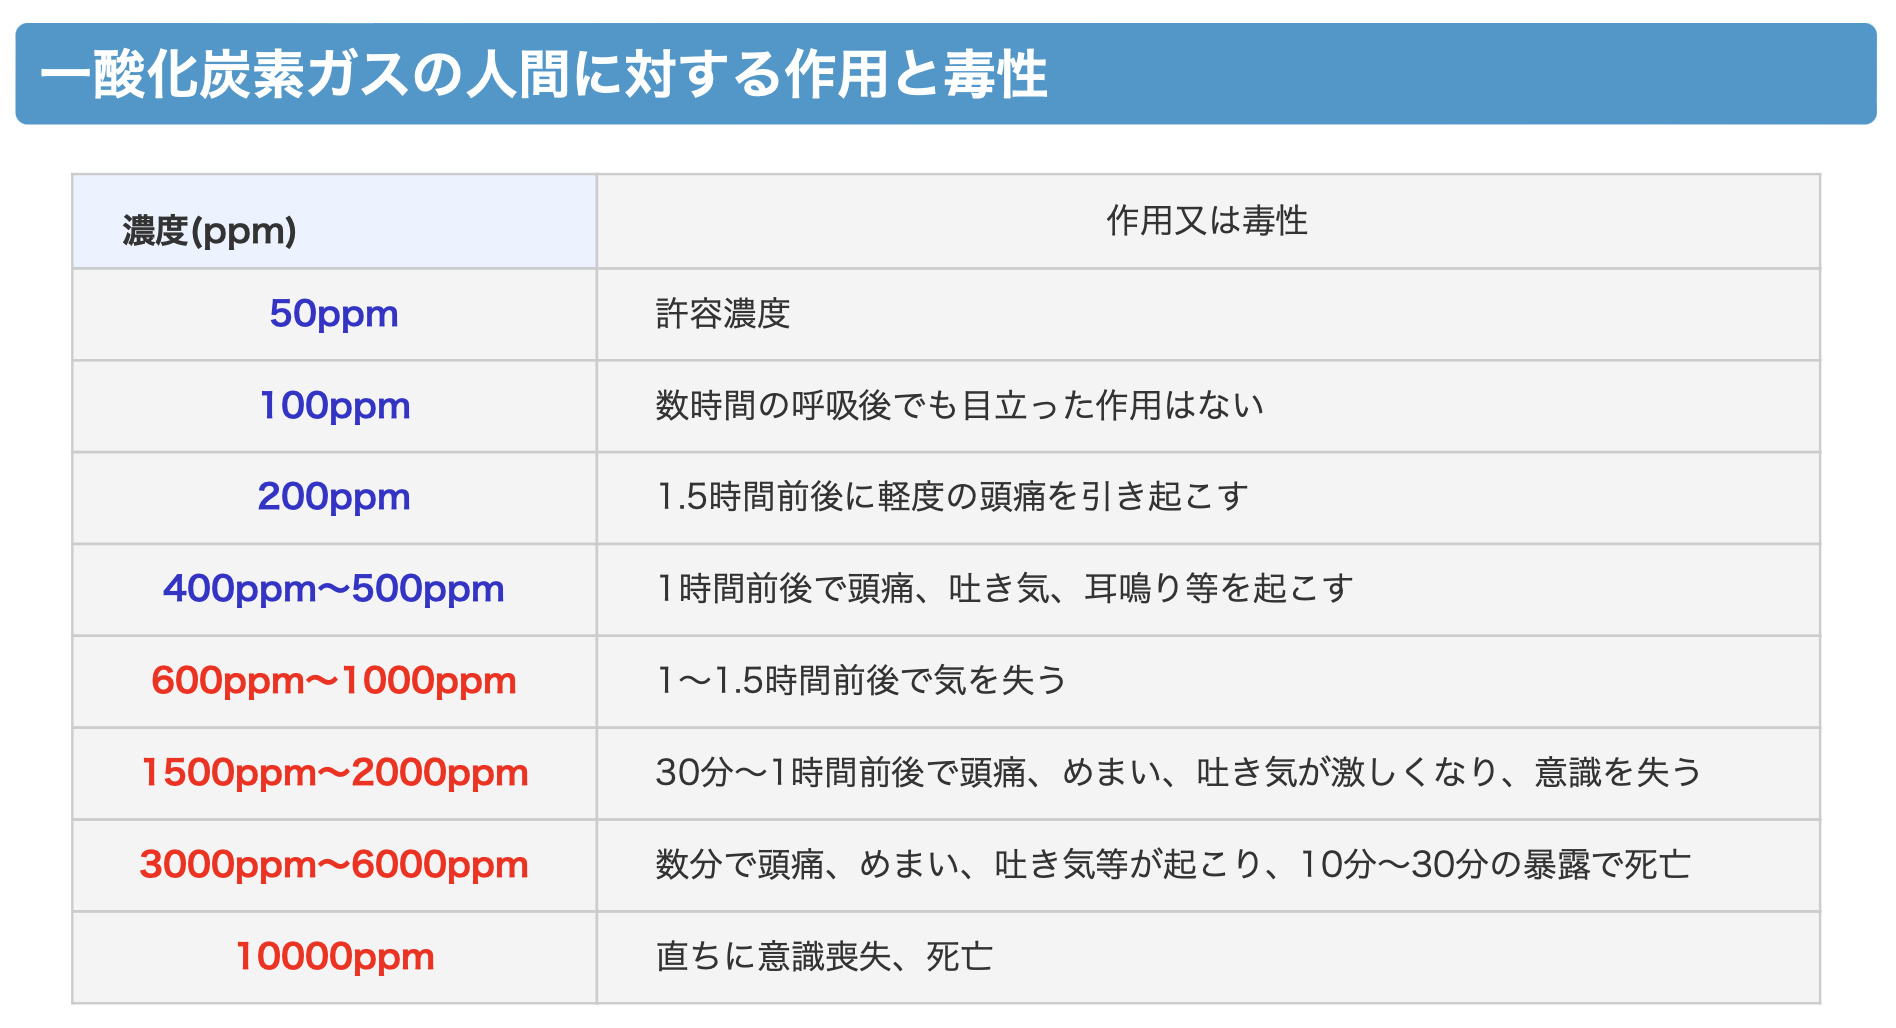 一酸化炭素ガスの人間に対する作用と毒性
濃度(ppm)
作用又は毒性
50ppm
許容濃度
100ppm
数時間の呼吸後でも目立った作用はない
200ppm
1.5時間前後に軽度の頭痛を引き起こす
400ppm〜500ppm
1時間前後で頭痛、吐き気、耳鳴り等を起こす
600ppm〜1000ppm
1〜1.5時間前後で気を失う
1500ppm〜2000ppm
30分〜1時間前後で頭痛、めまい、吐き気が激しくなり、意識を失う
3000ppm〜6000ppm
数分で頭痛、めまい、吐き気等が起こり、10分〜30分の暴露で死亡
10000ppm
直ちに意識喪失、死亡